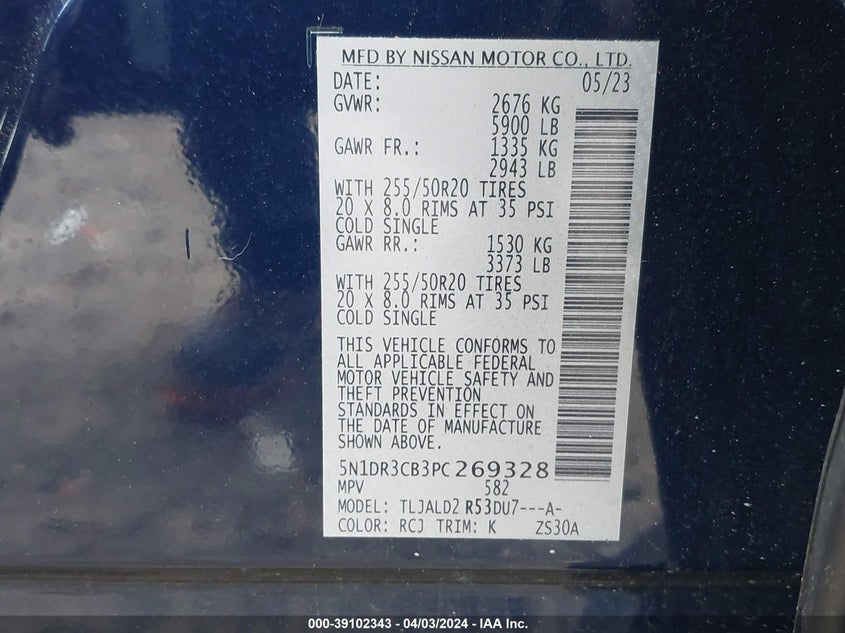 MFD BY NISSAN MOTOR CO., LTD.
DATE: 05/23
GVWR: 2676 KG
5900 LB
GAWR FR.: 1335 KG
2943 LB
WITH 255/50R20 TIRES
20 X 8.0 RIMS AT 35 PSI
COLD SINGLE
GAWR RR.: 1530 KG
3373 LB
WITH 255/50R20 TIRES
20 X 8.0 RIMS AT 35 PSI
COLD SINGLE
THIS VEHICLE CONFORMS TO
ALL APPLICABLE FEDERAL
MOTOR VEHICLE SAFETY AND
THEFT PREVENTION
STANDARDS IN EFFECT ON
THE DATE OF MANUFACTURE
SHOWN ABOVE.
5N1DR3CB3PC269328
MPV 582
MODEL: TLJALD2 R53DU7---A-
COLOR: RCJ TRIM: K ZS30A
000-39102343 - 04/03/2024 - IAA Inc.